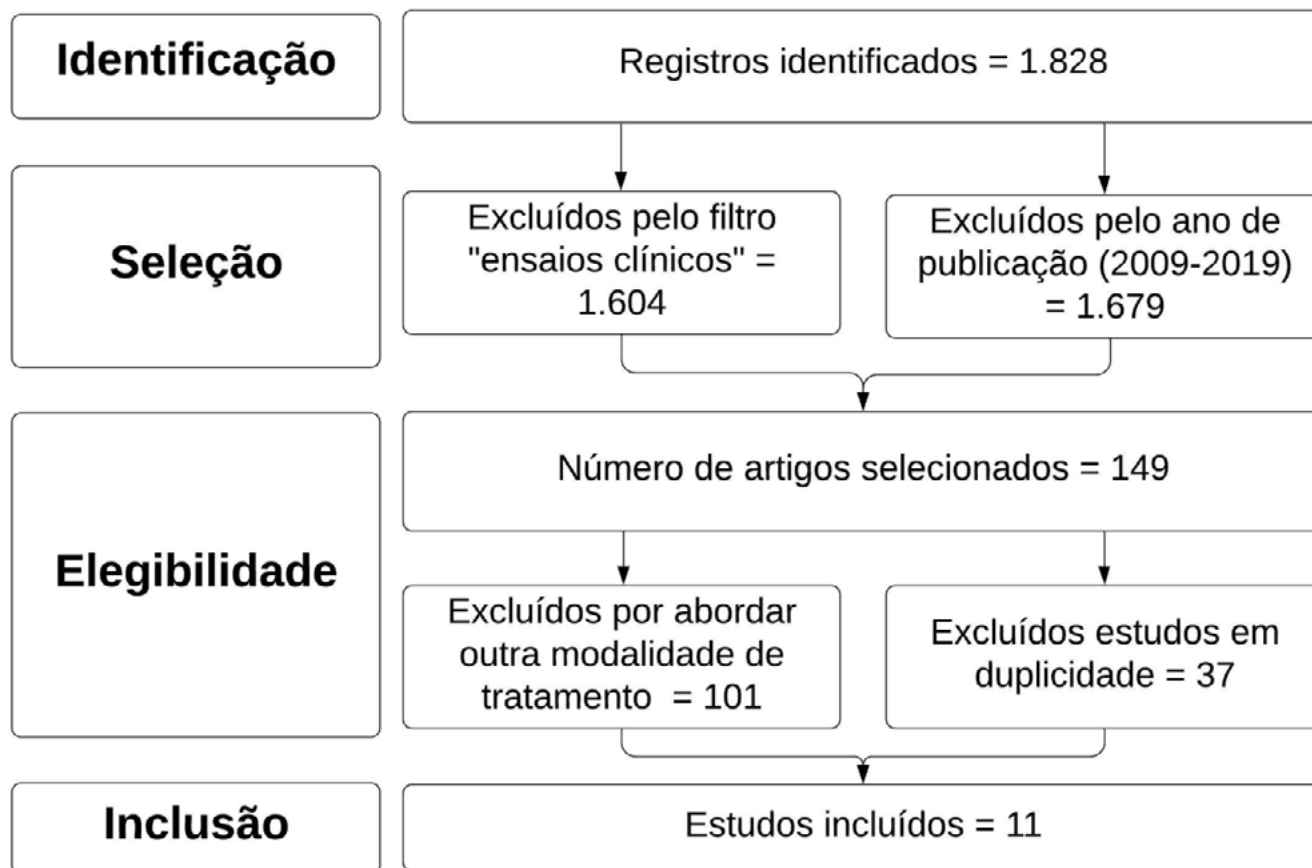 Identificação
Registros identificados = 1.828
Seleção
Excluídos pelo filtro
"ensaios clínicos" =
1.604
Excluídos pelo ano de
publicação (2009-2019)
= 1.679
Elegibilidade
Número de artigos selecionados = 149
Excluídos por abordar
outra modalidade de
tratamento = 101
Excluídos estudos em
duplicidade = 37
Inclusão
Estudos incluídos = 11